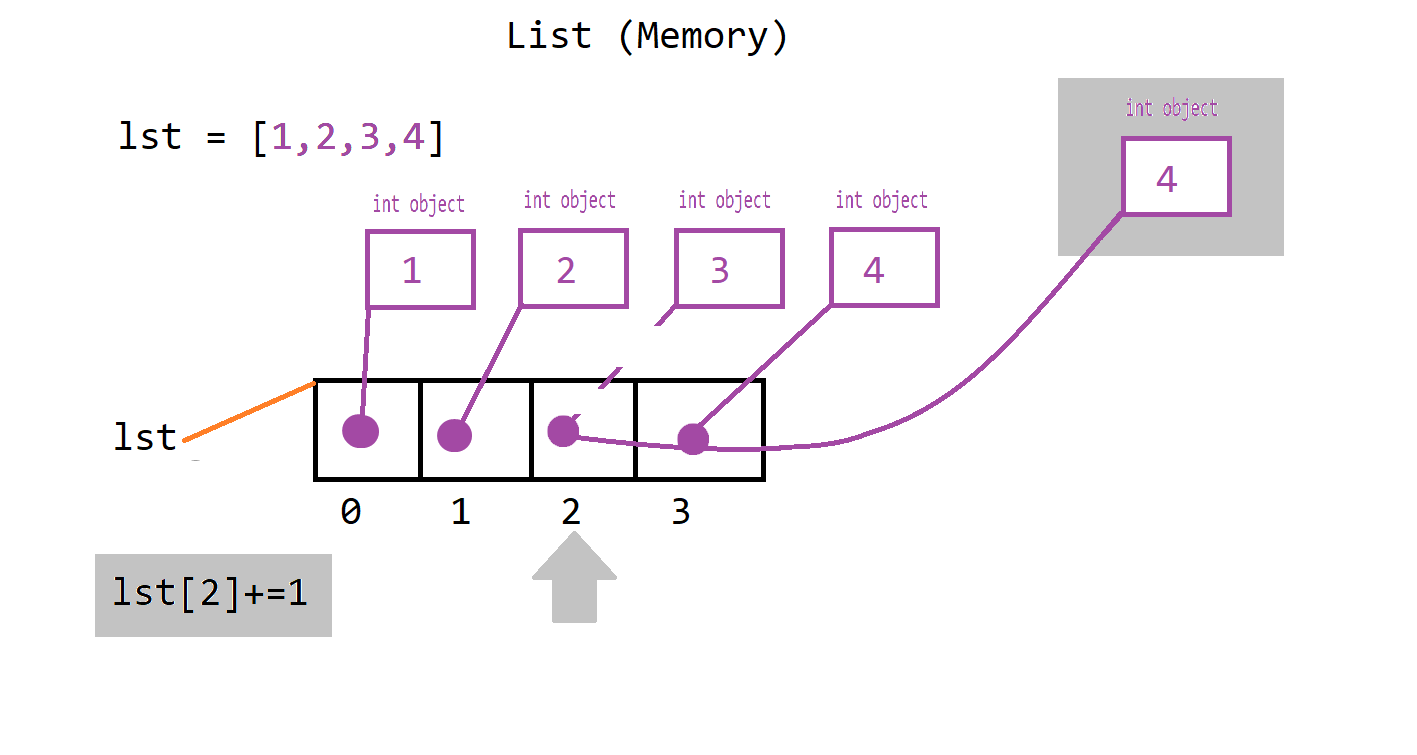 List (Memory)
lst = [1,2,3,4]
int object
int object
int object
int object
int object
1
2
3
4
4
lst
0 1 2 3
lst[2]+=1